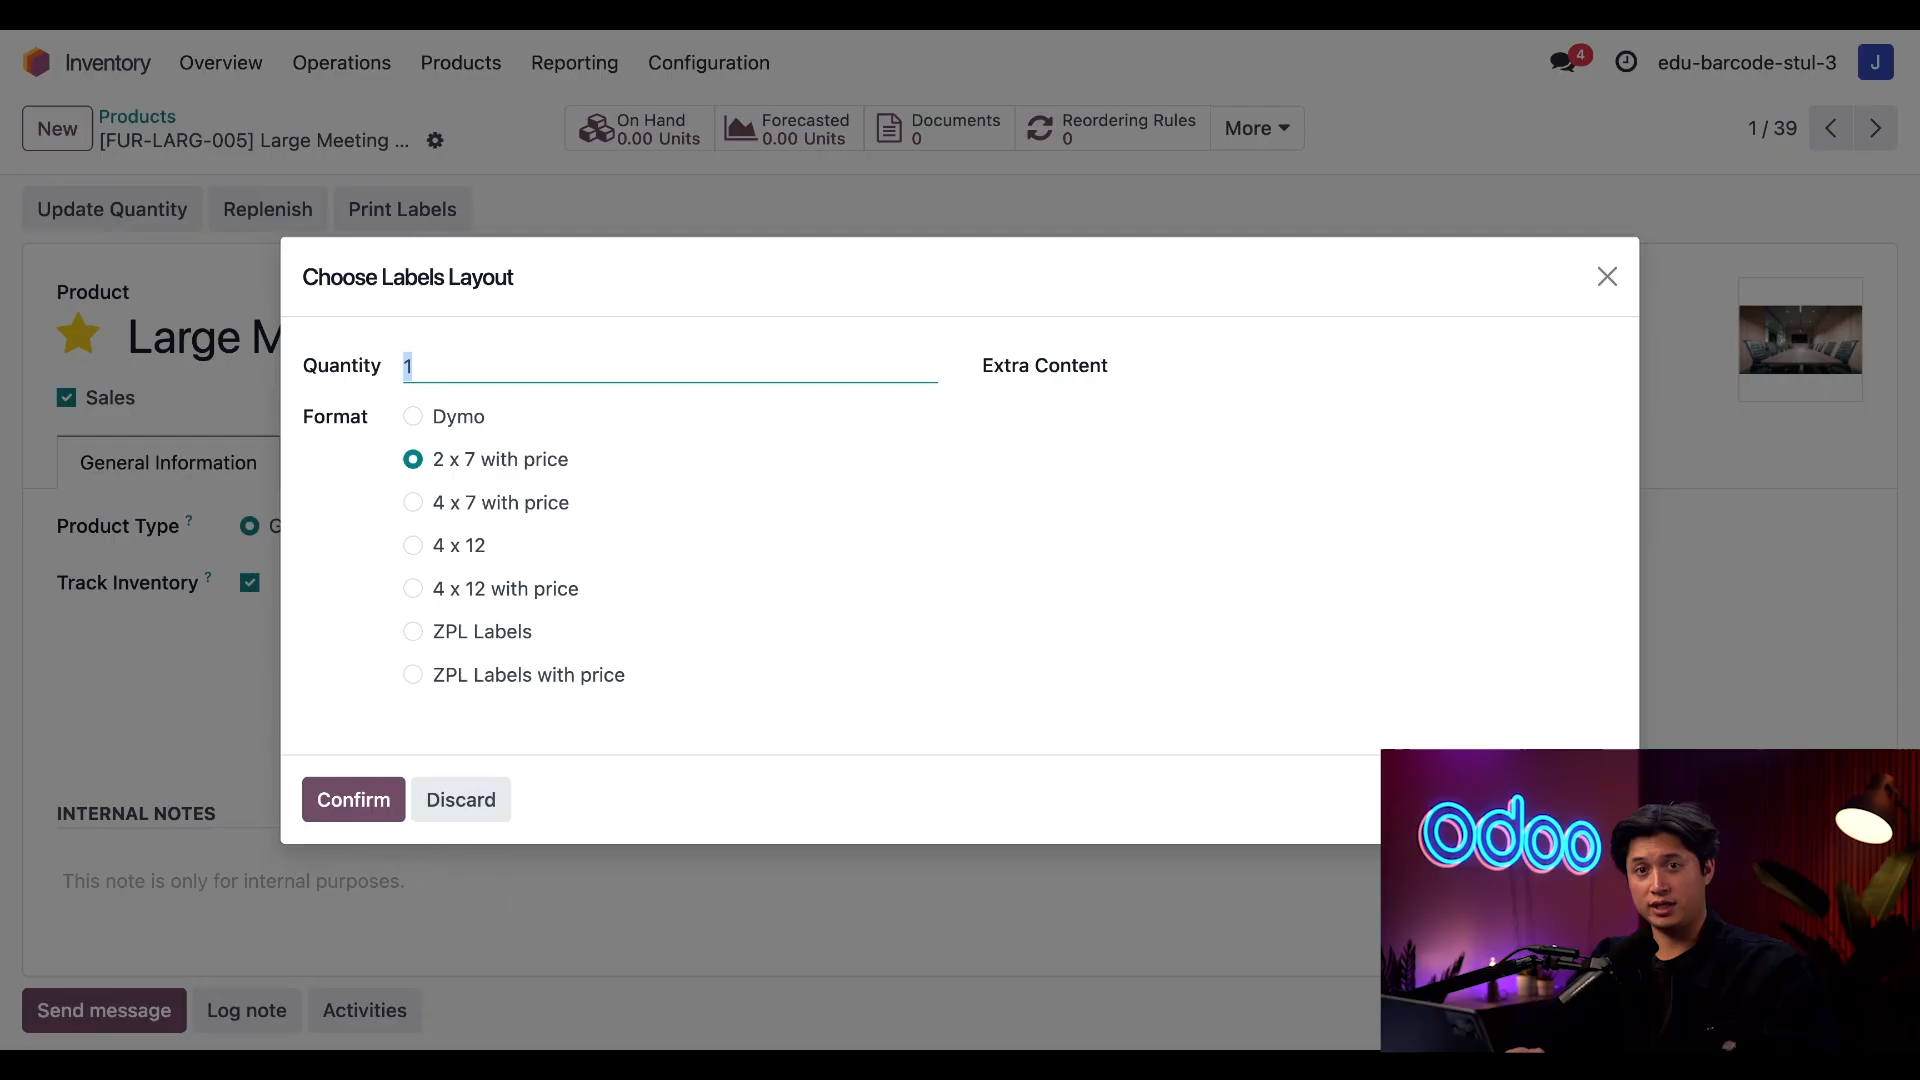 Inventory Overview Operations Products Reporting Configuration 4 edu-barcode-stul-3 J
New Products [FUR-LARG-005] Large Meeting ...
On Hand 0.00 Units
Forecasted 0.00 Units
Documents 0
Reordering Rules 0
More
1 / 39
Update Quantity Replenish Print Labels
Product
Large M
Sales
General Information
Product Type ? G
Track Inventory ?
INTERNAL NOTES
This note is only for internal purposes.
Send message Log note Activities
Choose Labels Layout
Quantity 1
Extra Content
Format
Dymo
2 x 7 with price
4 x 7 with price
4 x 12
4 x 12 with price
ZPL Labels
ZPL Labels with price
Confirm Discard
odoo